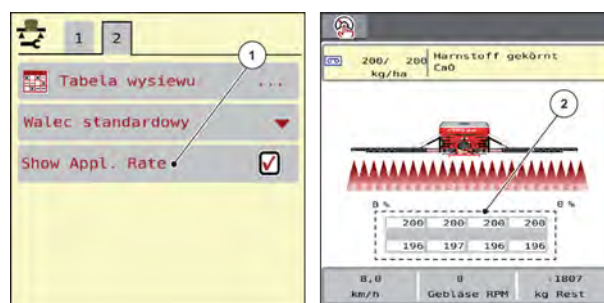 1 2
1
Tabela wysiewu ...
Walec standardowy
Show Appl. Rate
200/ 200 Harnstoff gekörnt
kg/ha CaO
2
0 % 0 %
200 200 200 200
196 197 196 196
8,0 0 1807
km/h Gebläse RPM kg Rest